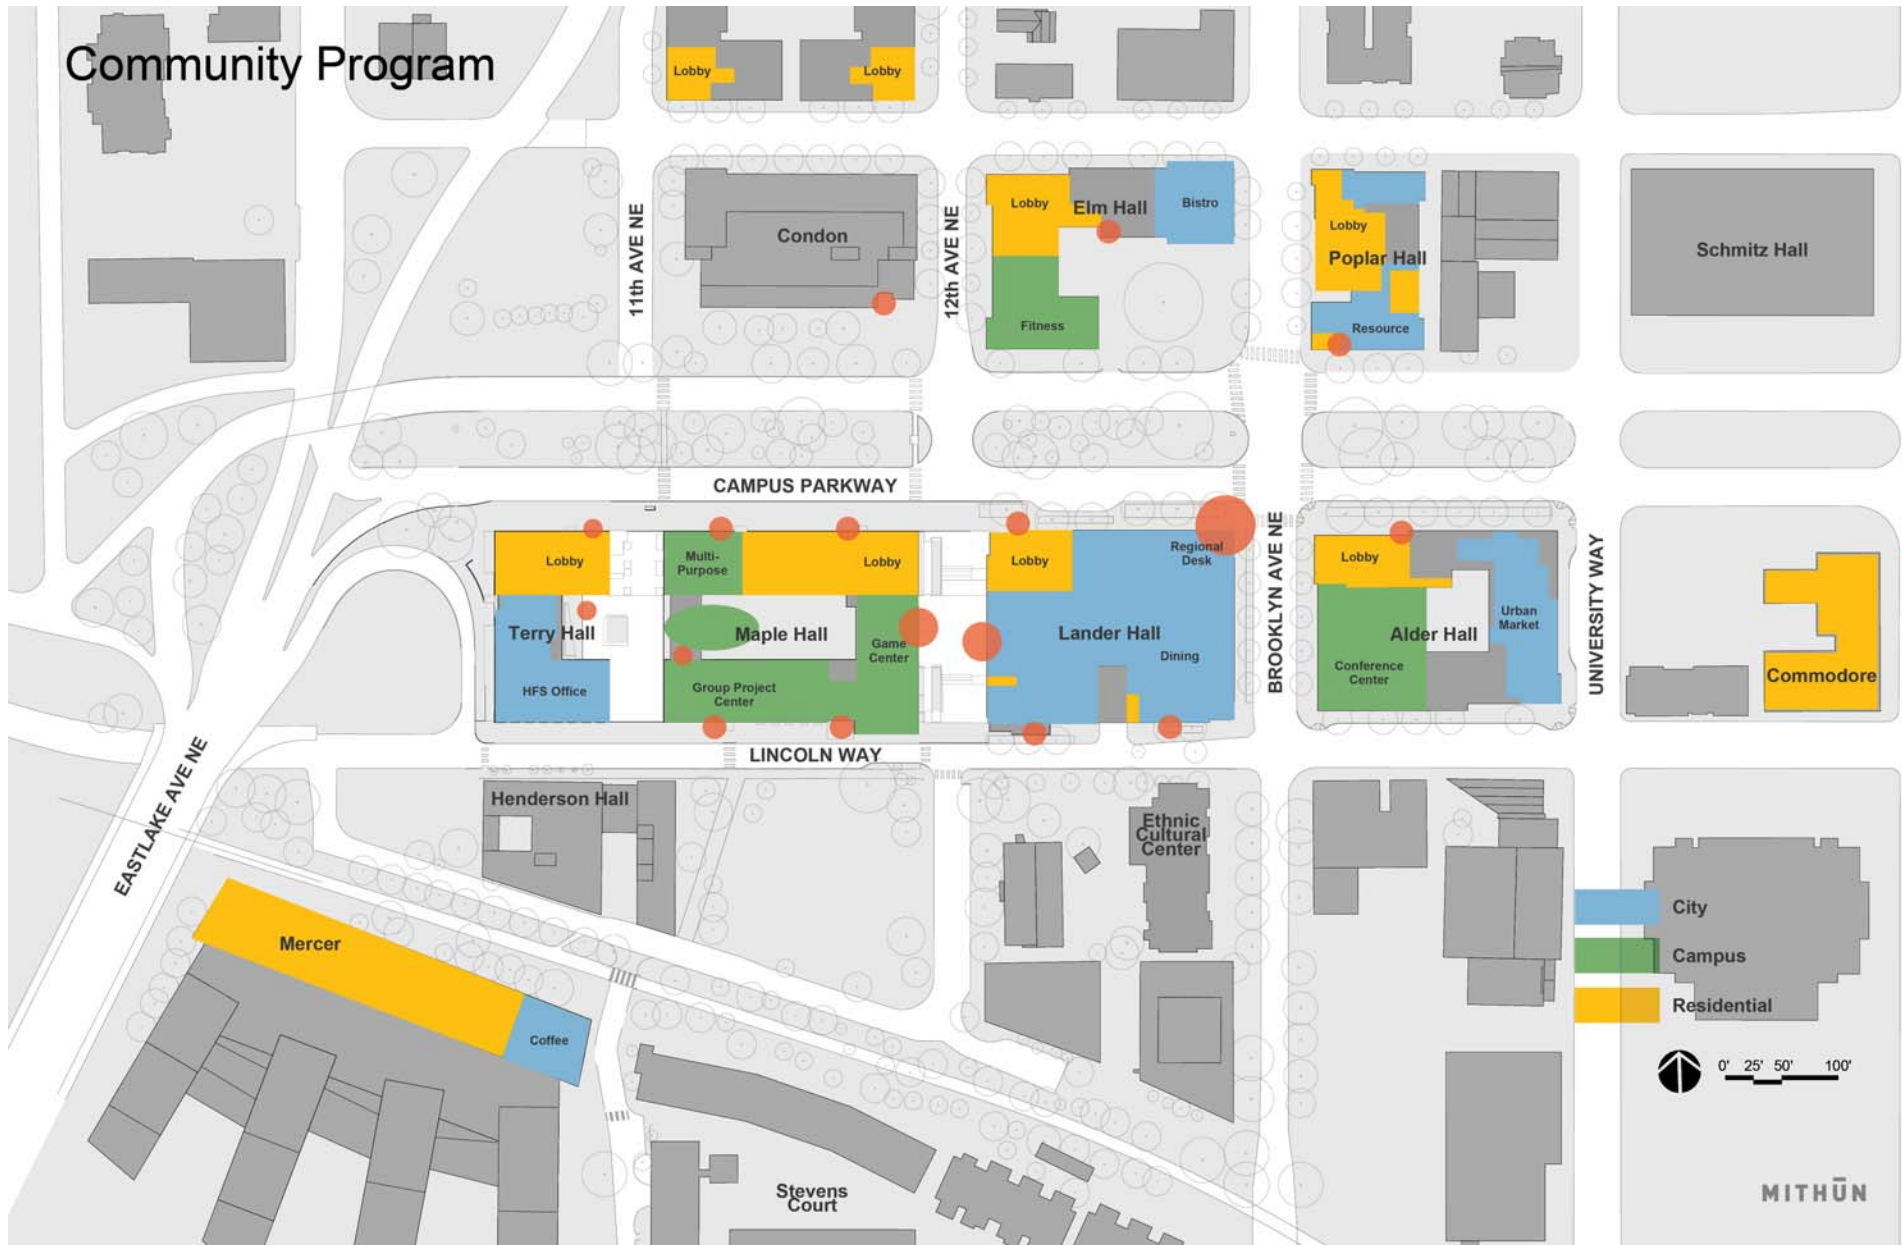 Community Program
Lobby
Lobby
11th AVE NE
Condon
12th AVE NE
Lobby
Elm Hall
Bistro
Fitness
Lobby
Poplar Hall
Resource
Schmitz Hall
CAMPUS PARKWAY
Lobby
Terry Hall
HFS Office
Multi-
Purpose
Lobby
Maple Hall
Game
Center
Group Project
Center
Lobby
Regional
Desk
Lander Hall
Dining
BROOKLYN AVE NE
Lobby
Urban
Market
Alder Hall
Conference
Center
UNIVERSITY WAY
Commodore
LINCOLN WAY
EASTLAKE AVE NE
Henderson Hall
Ethnic
Cultural
Center
Mercer
Coffee
Stevens
Court
City
Campus
Residential
0' 25' 50' 100'
MITHŪN